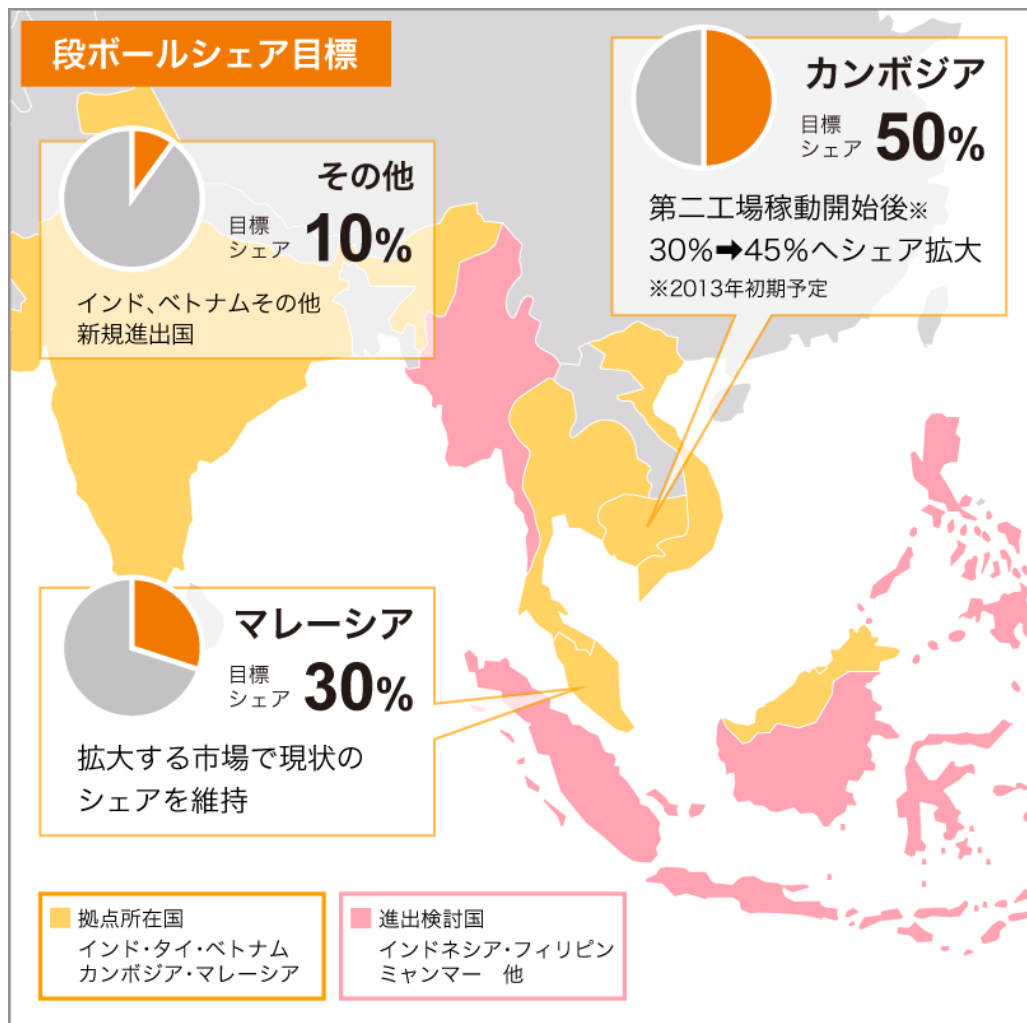 段ボールシェア目標
カンボジア
目標
シェア 50%
第二工場稼動開始後※
30%➡45%へシェア拡大
※2013年初期予定
その他
目標
シェア 10%
インド、ベトナムその他
新規進出国
マレーシア
目標
シェア 30%
拡大する市場で現状の
シェアを維持
拠点所在国
インド・タイ・ベトナム
カンボジア・マレーシア
進出検討国
インドネシア・フィリピン
ミャンマー 他